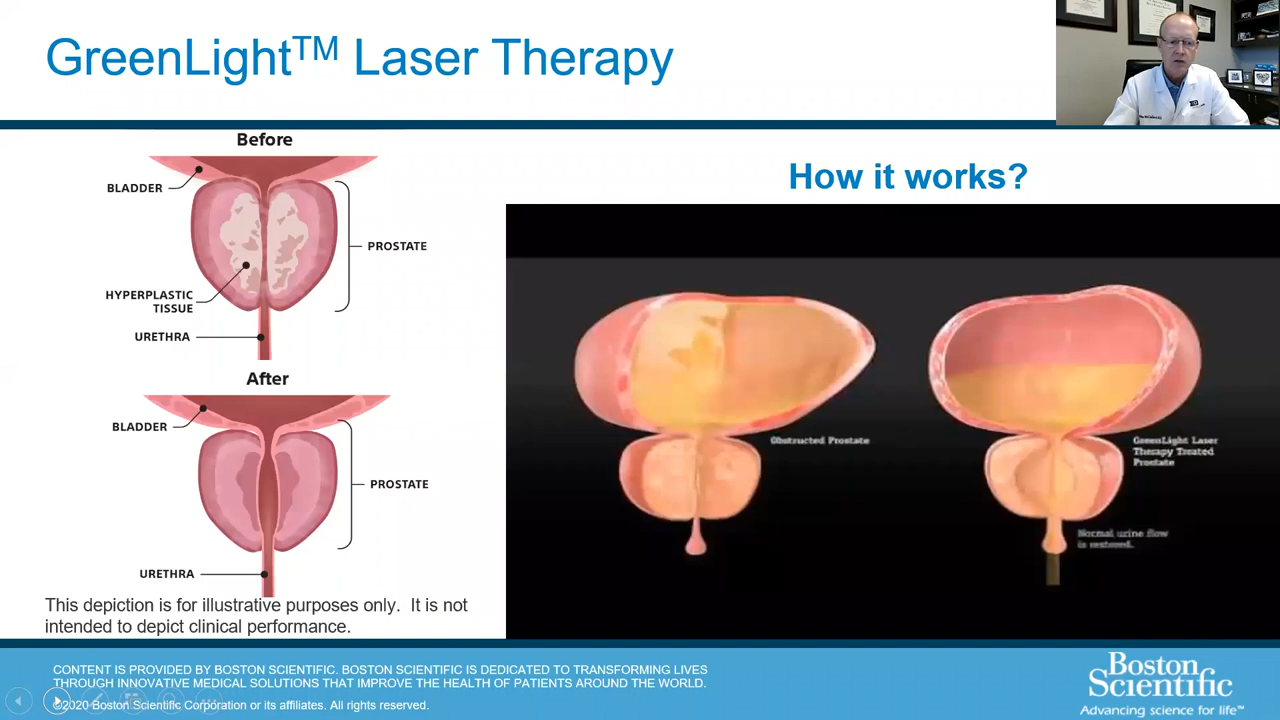 GreenLight™ Laser Therapy
Before
BLADDER
PROSTATE
HYPERPLASTIC
TISSUE
URETHRA
After
BLADDER
PROSTATE
URETHRA
This depiction is for illustrative purposes only. It is not
intended to depict clinical performance.
How it works?
Obstructed Prostate
GreenLight Laser
Therapy Treated
Prostate
Normal urine flow
is restored.
CONTENT IS PROVIDED BY BOSTON SCIENTIFIC. BOSTON SCIENTIFIC IS DEDICATED TO TRANSFORMING LIVES
THROUGH INNOVATIVE MEDICAL SOLUTIONS THAT IMPROVE THE HEALTH OF PATIENTS AROUND THE WORLD.
©2020 Boston Scientific Corporation or its affiliates. All rights reserved.
Boston
Scientific
Advancing science for life™